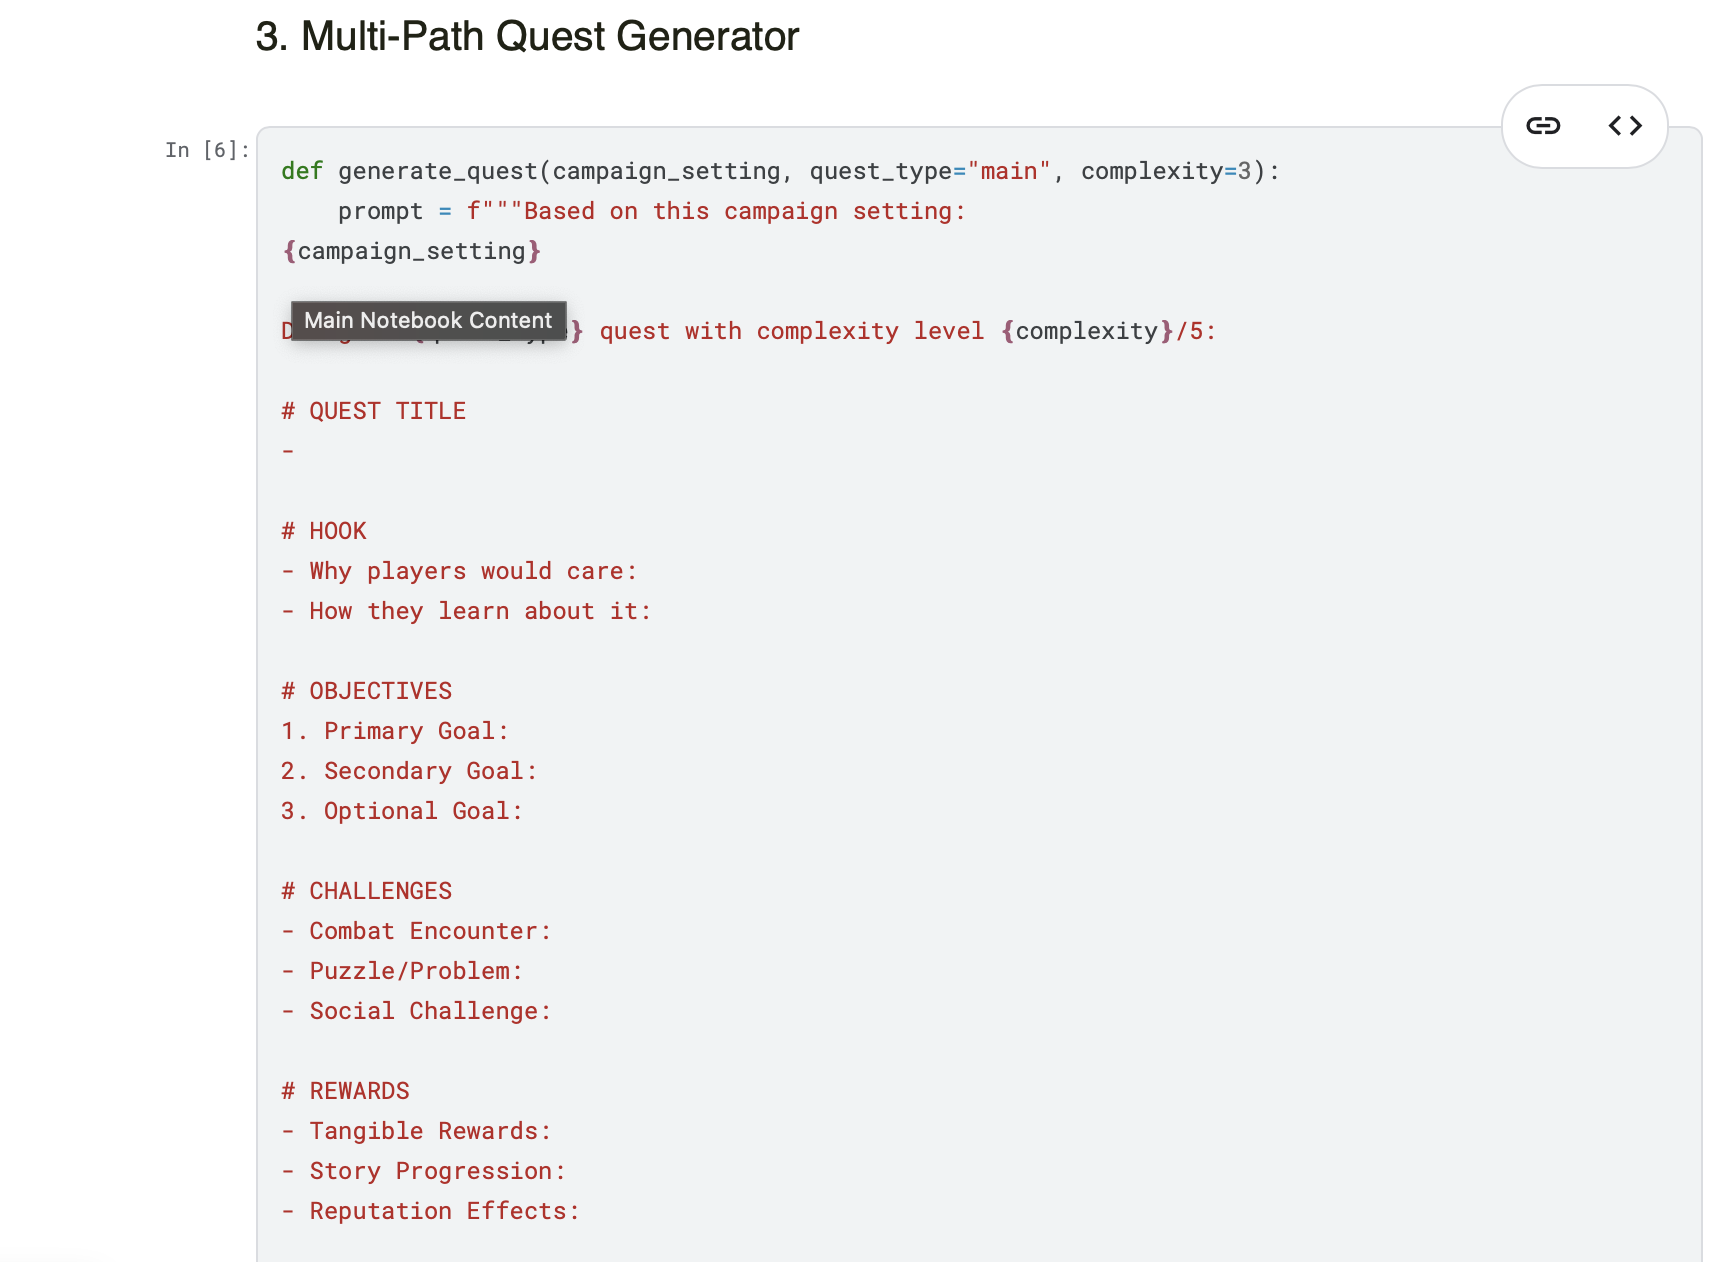 3. Multi-Path Quest Generator
In [6]:
def generate_quest(campaign_setting, quest_type="main", complexity=3):
    prompt = f"""Based on this campaign setting:
{campaign_setting}
Main Notebook Content
} quest with complexity level {complexity}/5:
# QUEST TITLE
-
# HOOK
- Why players would care:
- How they learn about it:
# OBJECTIVES
1. Primary Goal:
2. Secondary Goal:
3. Optional Goal:
# CHALLENGES
- Combat Encounter:
- Puzzle/Problem:
- Social Challenge:
# REWARDS
- Tangible Rewards:
- Story Progression:
- Reputation Effects: